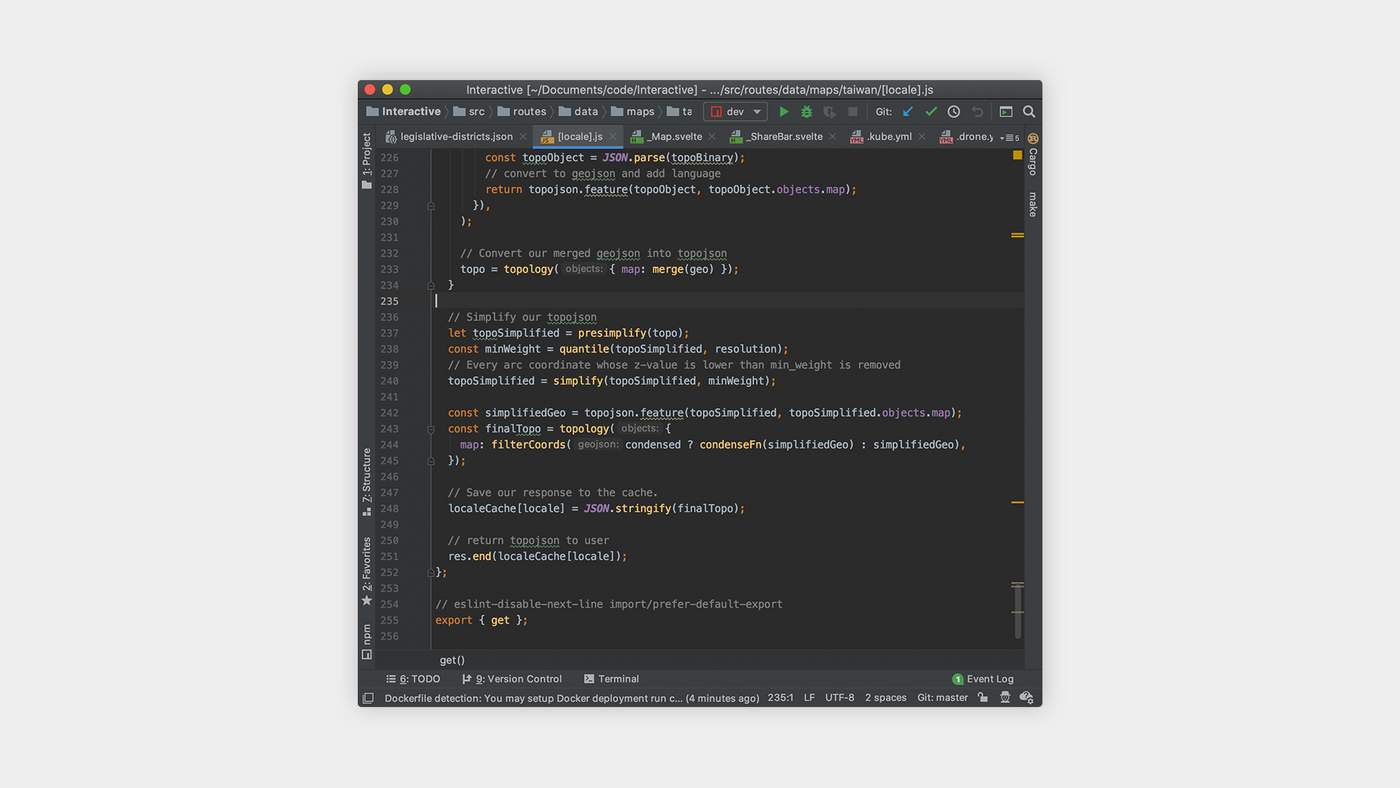 Interactive [~/Documents/code/Interactive] - .../src/routes/data/maps/taiwan/[locale].js
Interactive src routes data maps ta dev Git:
legislative-districts.json [locale].js _Map.svelte _ShareBar.svelte .kube.yml .drone.y 5
1: Project
7: Structure
2: Favorites
npm
226 const topoObject = JSON.parse(topoBinary);
227 // convert to geojson and add language
228 return topojson.feature(topoObject, topoObject.objects.map);
229 }),
230 );
231
232 // Convert our merged geojson into topojson
233 topo = topology( objects: { map: merge(geo) });
234 }
235
236 // Simplify our topojson
237 let topoSimplified = presimplify(topo);
238 const minWeight = quantile(topoSimplified, resolution);
239 // Every arc coordinate whose z-value is lower than min_weight is removed
240 topoSimplified = simplify(topoSimplified, minWeight);
241
242 const simplifiedGeo = topojson.feature(topoSimplified, topoSimplified.objects.map);
243 const finalTopo = topology( objects: {
244 map: filterCoords( geojson: condensed ? condenseFn(simplifiedGeo) : simplifiedGeo),
245 });
246
247 // Save our response to the cache.
248 localeCache[locale] = JSON.stringify(finalTopo);
249
250 // return topojson to user
251 res.end(localeCache[locale]);
252 };
253
254 // eslint-disable-next-line import/prefer-default-export
255 export { get };
256
Cargo
make
get()
6: TODO 9: Version Control Terminal 1 Event Log
Dockerfile detection: You may setup Docker deployment run c... (4 minutes ago) 235:1 LF UTF-8 2 spaces Git: master